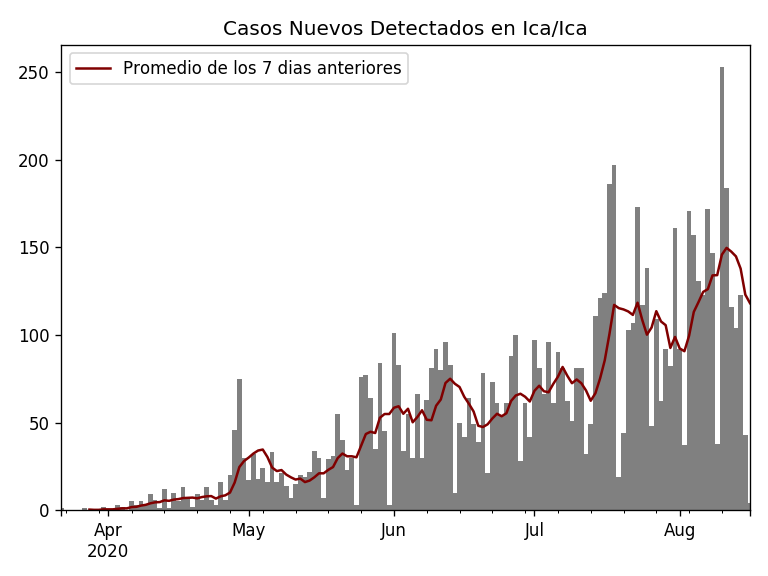 Casos Nuevos Detectados en Ica/Ica
Promedio de los 7 dias anteriores
250
200
150
100
50
0
Apr May Jun Jul Aug
2020